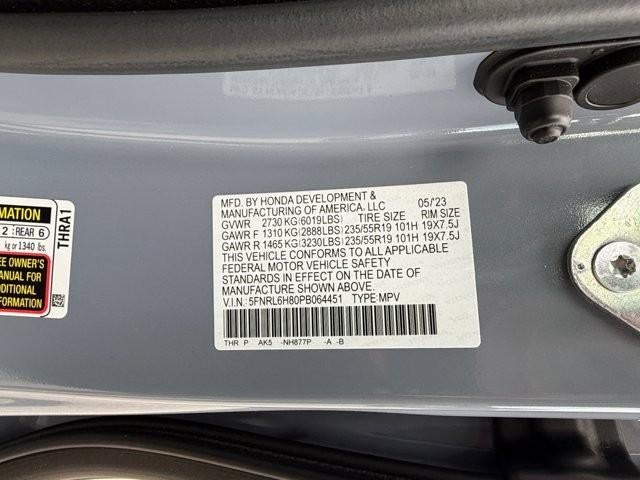 MFD. BY HONDA DEVELOPMENT &
MANUFACTURING OF AMERICA, LLC 05/'23
GVWR 2730 KG(6019LBS) TIRE SIZE RIM SIZE
GAWR F 1310 KG(2888LBS)235/55R19 101H 19X7.5J
GAWR R 1465 KG(3230LBS)235/55R19 101H 19X7.5J
THIS VEHICLE CONFORMS TO ALL APPLICABLE
FEDERAL MOTOR VEHICLE SAFETY
STANDARDS IN EFFECT ON THE DATE OF
MANUFACTURE SHOWN ABOVE.
V.I.N.: 5FNRL6H80PB064451 TYPE: MPV
THR P AK5 -NH877P -A -B
MATION
2 REAR 6
kg or 1340 lbs.
EE OWNER'S
MANUAL FOR
ADDITIONAL
FORMATION
THRA1